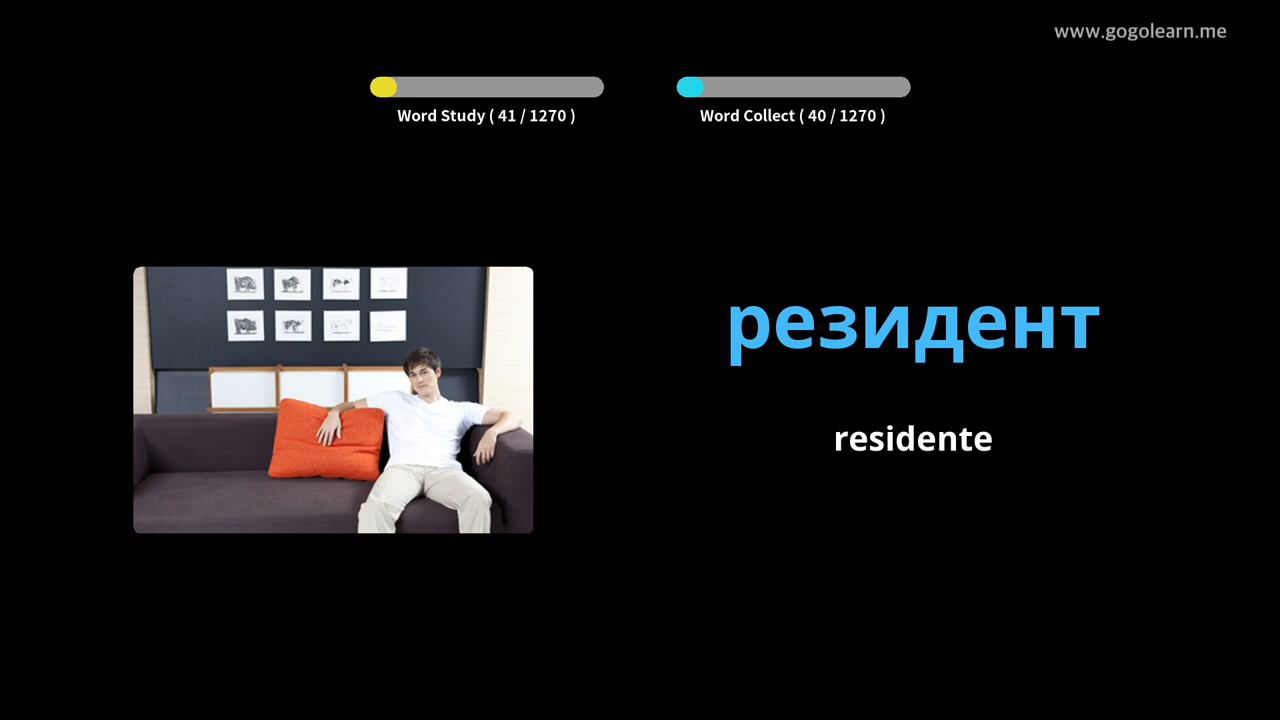 www.gogolearn.me
Word Study ( 41 / 1270 )
Word Collect ( 40 / 1270 )
резидент
residente